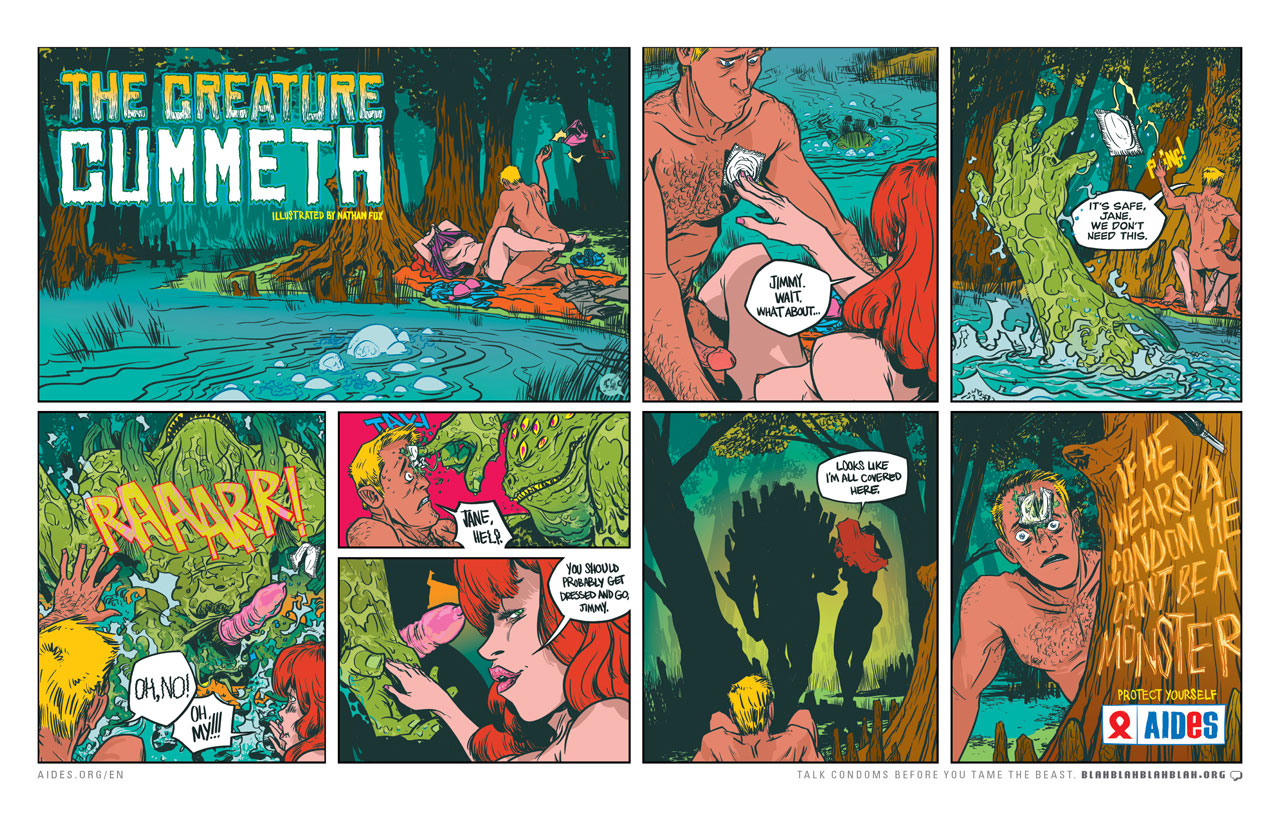 THE CREATURE
CUMMETH
ILLUSTRATED BY NATHAN FOX
JIMMY.
WAIT.
WHAT ABOUT...
IT'S SAFE,
JANE.
WE DON'T
NEED THIS.
RAAARR!
OH, NO!
OH
MY!!!
JANE,
HELP.
YOU SHOULD
PROBABLY GET
DRESSED AND GO,
JIMMY.
LOOKS LIKE
I'M ALL COVERED
HERE.
IF HE
WEARS A
CONDON HE
CAN'T BE A
MONSTER
PROTECT YOURSELF
AIDES
AIDES.ORG/EN
TALK CONDOMS BEFORE YOU TAME THE BEAST. BLAHBLAHBLAHBLAH.ORG